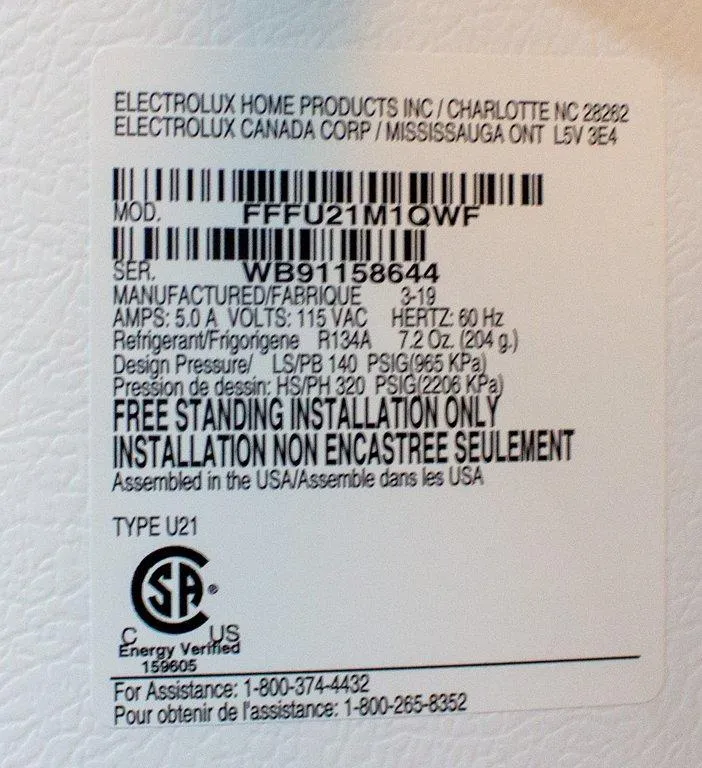 ELECTROLUX HOME PRODUCTS INC / CHARLOTTE NC 28262
ELECTROLUX CANADA CORP / MISSISSAUGA ONT L5V 3E4
MOD. FFFU21M1QWF
SER. WB91158644
MANUFACTURED/FABRIQUE 3-19
AMPS: 5.0 A VOLTS: 115 VAC HERTZ: 60 Hz
Refrigerant/Frigorigene R134A 7.2 Oz. (204 g.)
Design Pressure/ LS/PB 140 PSIG(965 KPa)
Pression de dessin: HS/PH 320 PSIG(2206 KPa)
FREE STANDING INSTALLATION ONLY
INSTALLATION NON ENCASTREE SEULEMENT
Assembled in the USA/Assemble dans les USA
TYPE U21
CSA®
C US
Energy Verified
159605
For Assistance: 1-800-374-4432
Pour obtenir de l'assistance: 1-800-265-8352